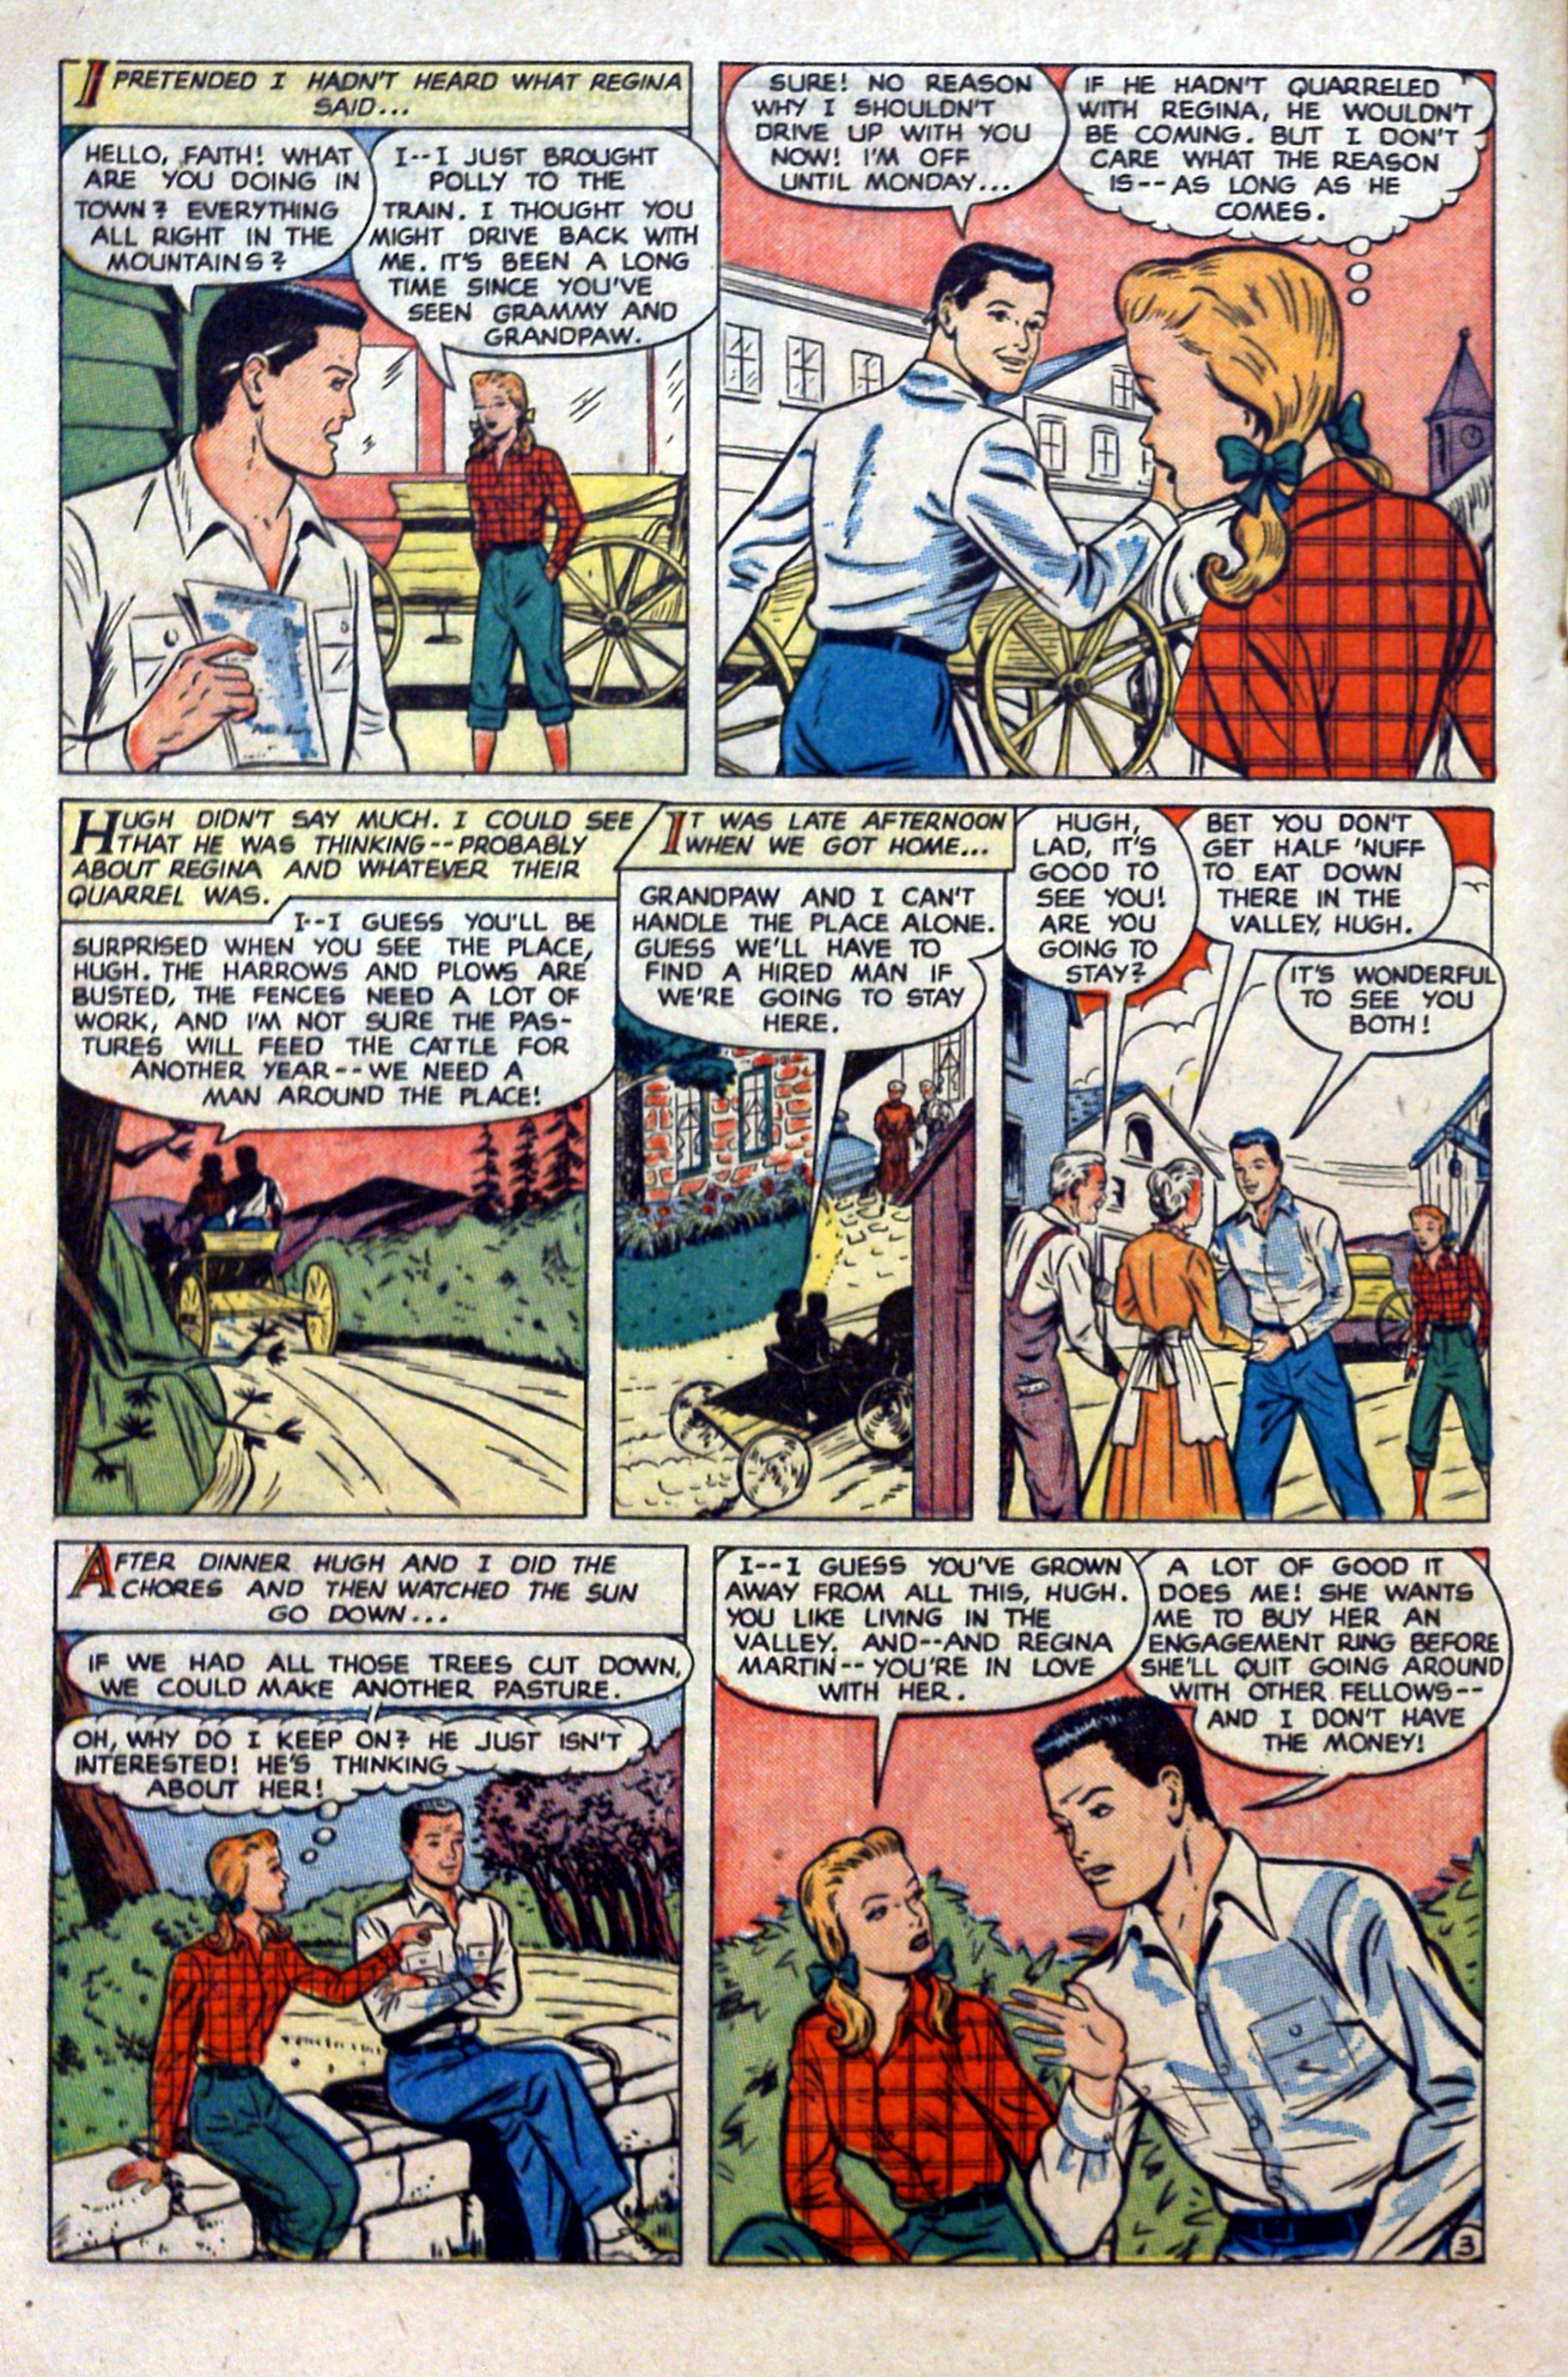 I PRETENDED I HADN'T HEARD WHAT REGINA
SAID...
HELLO, FAITH! WHAT
ARE YOU DOING IN
TOWN? EVERYTHING
ALL RIGHT IN THE
MOUNTAINS?
I--I JUST BROUGHT
POLLY TO THE
TRAIN. I THOUGHT YOU
MIGHT DRIVE BACK WITH
ME. IT'S BEEN A LONG
TIME SINCE YOU'VE
SEEN GRAMMY AND
GRANDPAW.
SURE! NO REASON
WHY I SHOULDN'T
DRIVE UP WITH YOU
NOW! I'M OFF
UNTIL MONDAY...
IF HE HADN'T QUARRELED
WITH REGINA, HE WOULDN'T
BE COMING. BUT I DON'T
CARE WHAT THE REASON
IS--AS LONG AS HE
COMES.
HUGH DIDN'T SAY MUCH. I COULD SEE
THAT HE WAS THINKING--PROBABLY
ABOUT REGINA AND WHATEVER THEIR
QUARREL WAS.
I--I GUESS YOU'LL BE
SURPRISED WHEN YOU SEE THE PLACE,
HUGH. THE HARROWS AND PLOWS ARE
BUSTED, THE FENCES NEED A LOT OF
WORK, AND I'M NOT SURE THE PAS-
TURES WILL FEED THE CATTLE FOR
ANOTHER YEAR--WE NEED A
MAN AROUND THE PLACE!
IT WAS LATE AFTERNOON
WHEN WE GOT HOME...
GRANDPAW AND I CAN'T
HANDLE THE PLACE ALONE.
GUESS WE'LL HAVE TO
FIND A HIRED MAN IF
WE'RE GOING TO STAY
HERE.
HUGH,
LAD, IT'S
GOOD TO
SEE YOU!
ARE YOU
GOING TO
STAY?
BET YOU DON'T
GET HALF 'NUFF
TO EAT DOWN
THERE IN THE
VALLEY, HUGH.
IT'S WONDERFUL
TO SEE YOU
BOTH!
AFTER DINNER HUGH AND I DID THE
CHORES AND THEN WATCHED THE SUN
GO DOWN...
IF WE HAD ALL THOSE TREES CUT DOWN,
WE COULD MAKE ANOTHER PASTURE.
OH, WHY DO I KEEP ON? HE JUST ISN'T
INTERESTED! HE'S THINKING
ABOUT HER!
I--I GUESS YOU'VE GROWN
AWAY FROM ALL THIS, HUGH.
YOU LIKE LIVING IN THE
VALLEY. AND--AND REGINA
MARTIN--YOU'RE IN LOVE
WITH HER.
A LOT OF GOOD IT
DOES ME! SHE WANTS
ME TO BUY HER AN
ENGAGEMENT RING BEFORE
SHE'LL QUIT GOING AROUND
WITH OTHER FELLOWS--
AND I DON'T HAVE
THE MONEY!
3